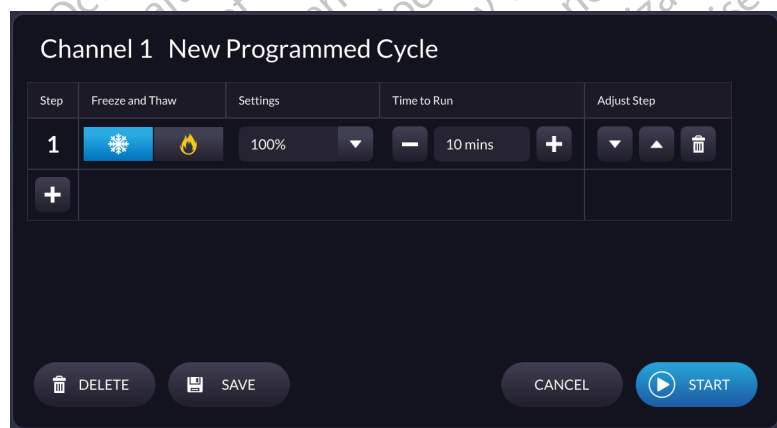 Channel 1 New Programmed Cycle
Step Freeze and Thaw Settings Time to Run Adjust Step
1 100% 10 mins
DELETE SAVE CANCEL START